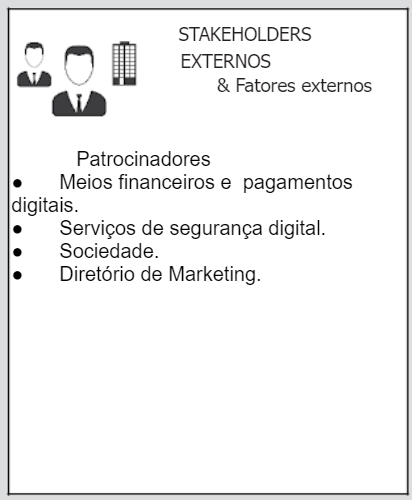 STAKEHOLDERS
EXTERNOS
& Fatores externos
Patrocinadores
● Meios financeiros e pagamentos
digitais.
● Serviços de segurança digital.
● Sociedade.
● Diretório de Marketing.